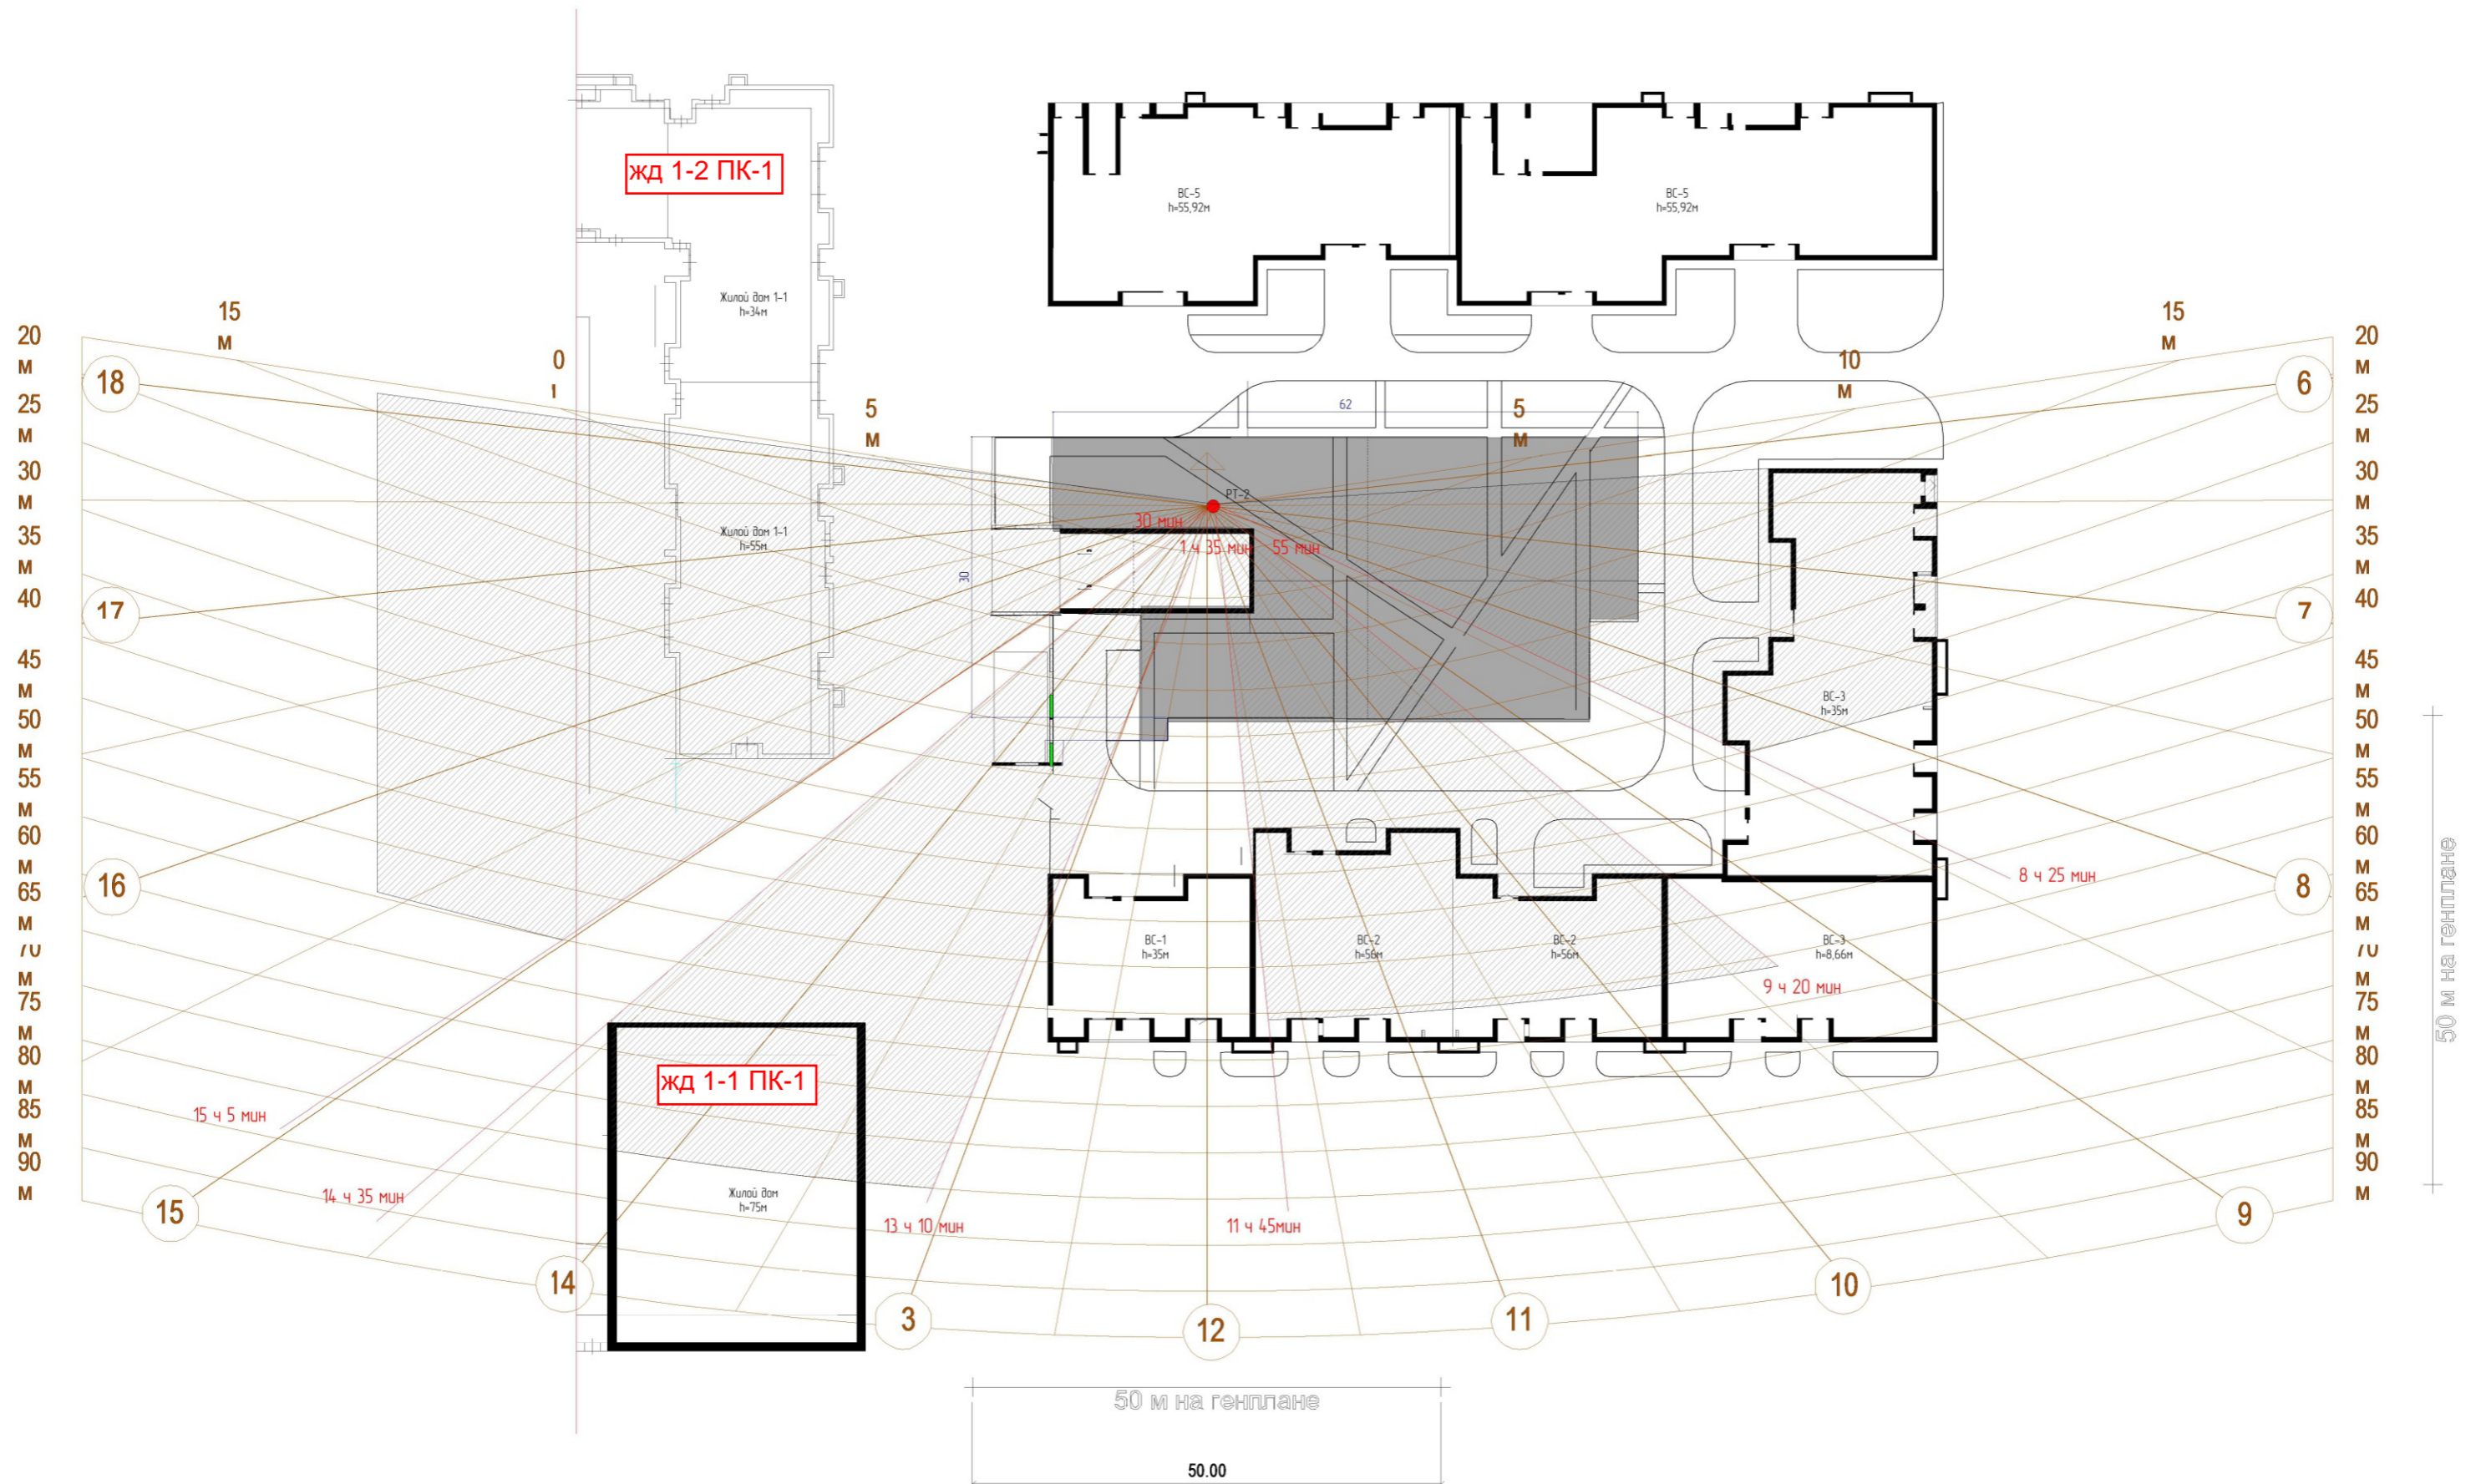 жд 1-2 ПК-1
ВС-5
h=55,92м
ВС-5
h=55,92м
Жилой дом 1-1
h=34м
15
М
15
М
20
М
20
М
0
10
М
18
6
25
М
5
М
62
5
М
25
М
30
М
30
М
РТ-2
30 мин
35
М
Жилой дом 1-1
h=55м
1 ч 35 мин
55 мин
35
М
30
40
40
17
7
45
М
45
М
ВС-3
h=35м
50
М
50
М
55
М
55
М
60
М
60
М
16
8 ч 25 мин
8
65
М
65
М
ВС-1
h=35м
ВС-2
h=56м
ВС-2
h=56м
ВС-3
h=8,66м
70
М
70
М
9 ч 20 мин
75
М
75
М
50 м на генплане
80
М
80
М
жд 1-1 ПК-1
15 ч 5 мин
85
М
85
М
90
М
90
М
14 ч 35 мин
Жилой дом
h=75м
15
13 ч 10 мин
11 ч 45мин
9
14
10
3
12
11
50 м на генплане
50.00